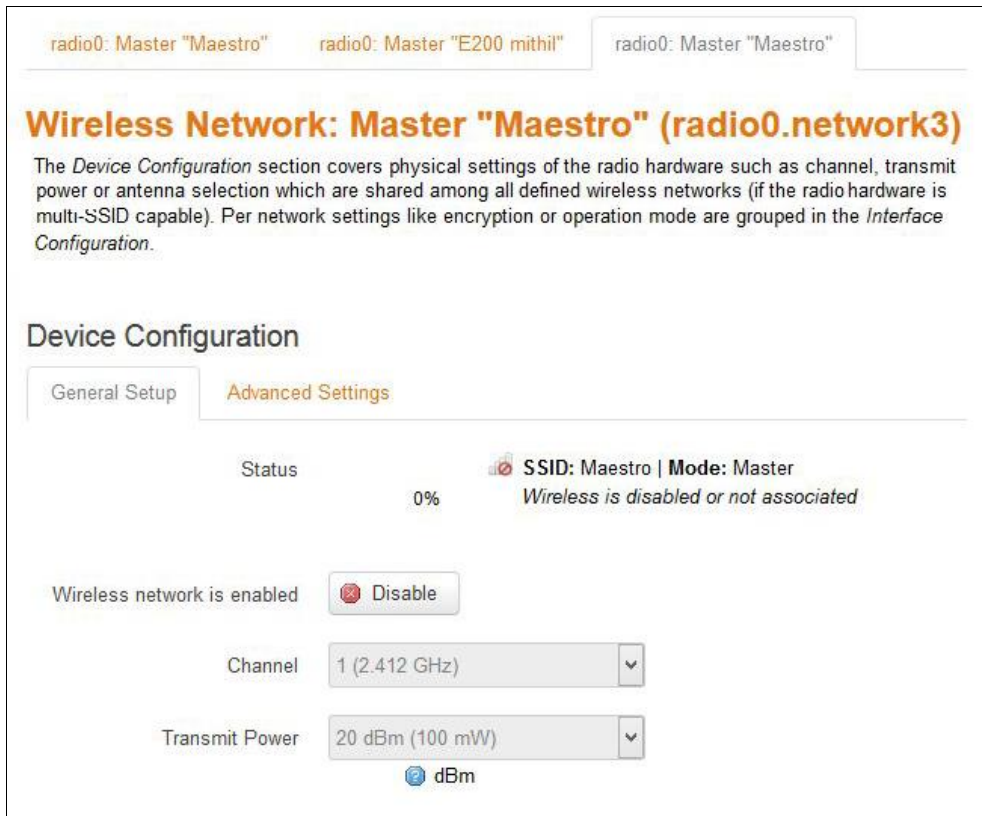 radio0: Master "Maestro" radio0: Master "E200 mithil" radio0: Master "Maestro"
Wireless Network: Master "Maestro" (radio0.network3)
The Device Configuration section covers physical settings of the radio hardware such as channel, transmit
power or antenna selection which are shared among all defined wireless networks (if the radio hardware is
multi-SSID capable). Per network settings like encryption or operation mode are grouped in the Interface
Configuration.
Device Configuration
General Setup Advanced Settings
Status SSID: Maestro | Mode: Master
0% Wireless is disabled or not associated
Wireless network is enabled Disable
Channel 1 (2.412 GHz)
Transmit Power 20 dBm (100 mW)
dBm